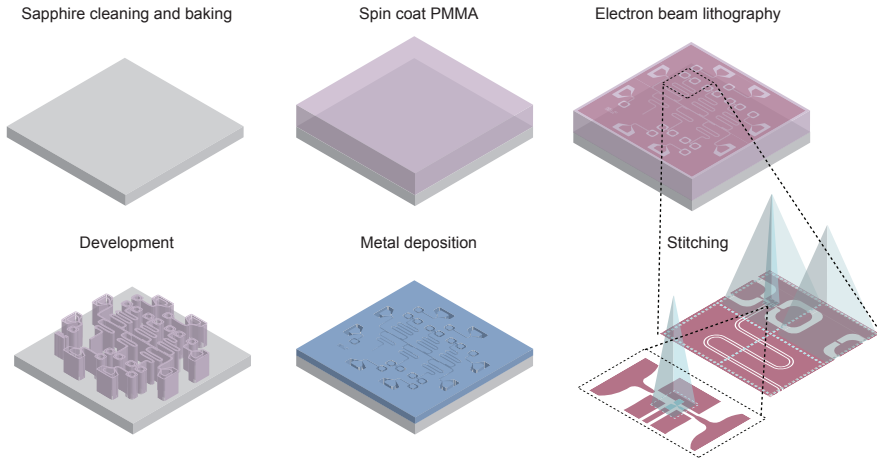 Sapphire cleaning and baking
Spin coat PMMA
Electron beam lithography
Development
Metal deposition
Stitching